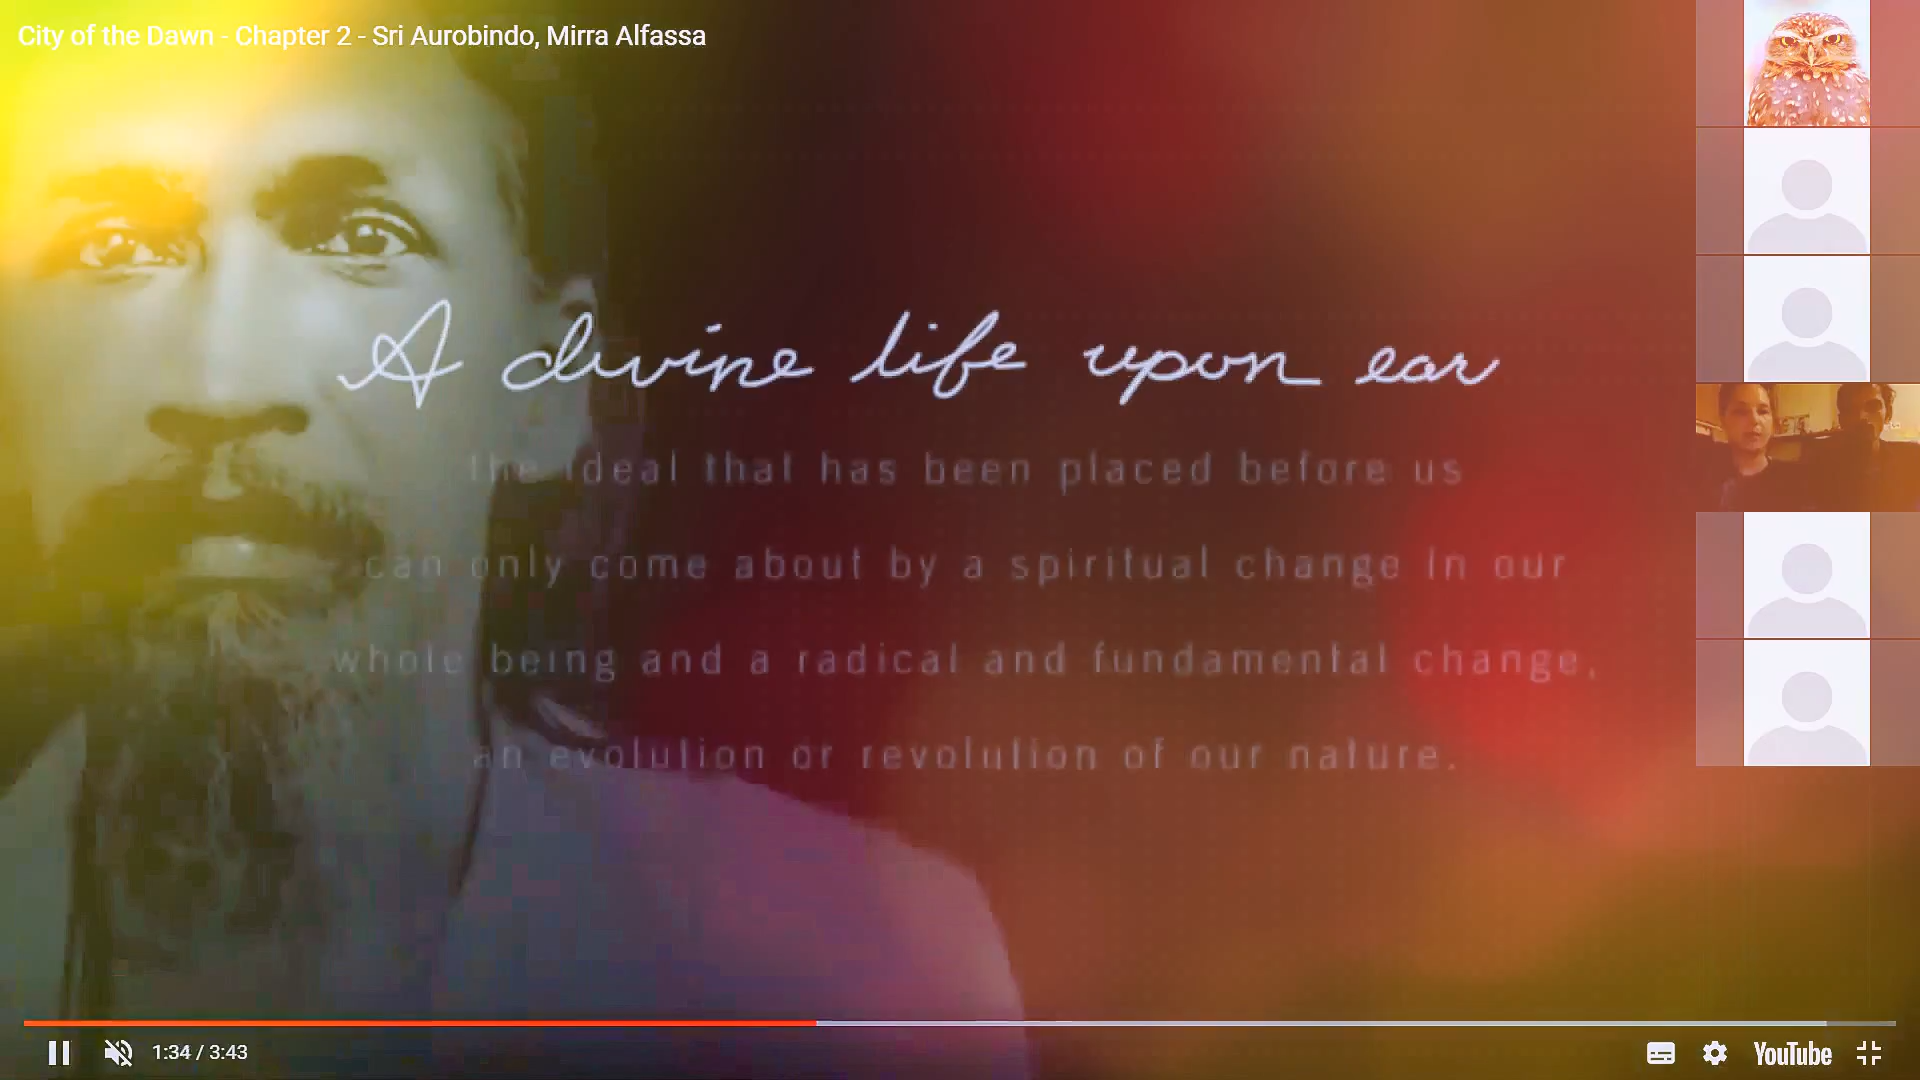 City of the Dawn - Chapter 2 - Sri Aurobindo, Mirra Alfassa
A divine life upon ear
the ideal that has been placed before us
can only come about by a spiritual change in our
whole being and a radical and fundamental change,
an evolution or revolution of our nature.
1:34 / 3:43
YouTube